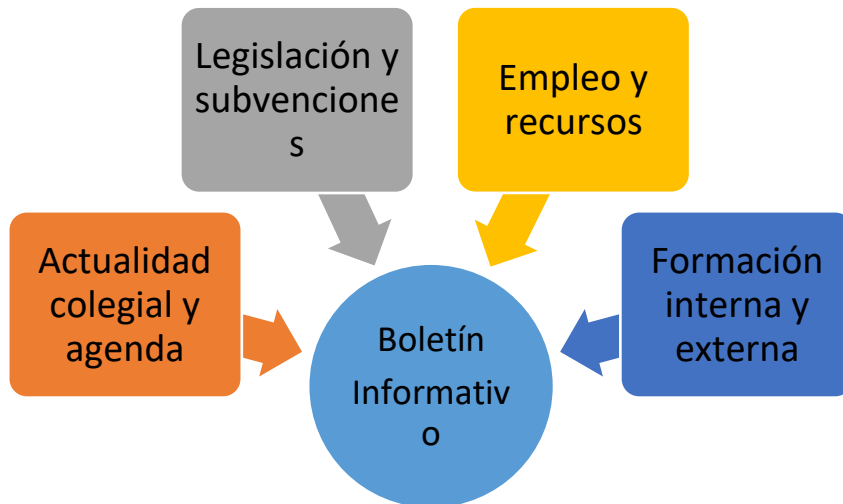 Legislación y
subvencione
s
Empleo y
recursos
Actualidad
colegial y
agenda
Formación
interna y
externa
Boletín
Informativ
o